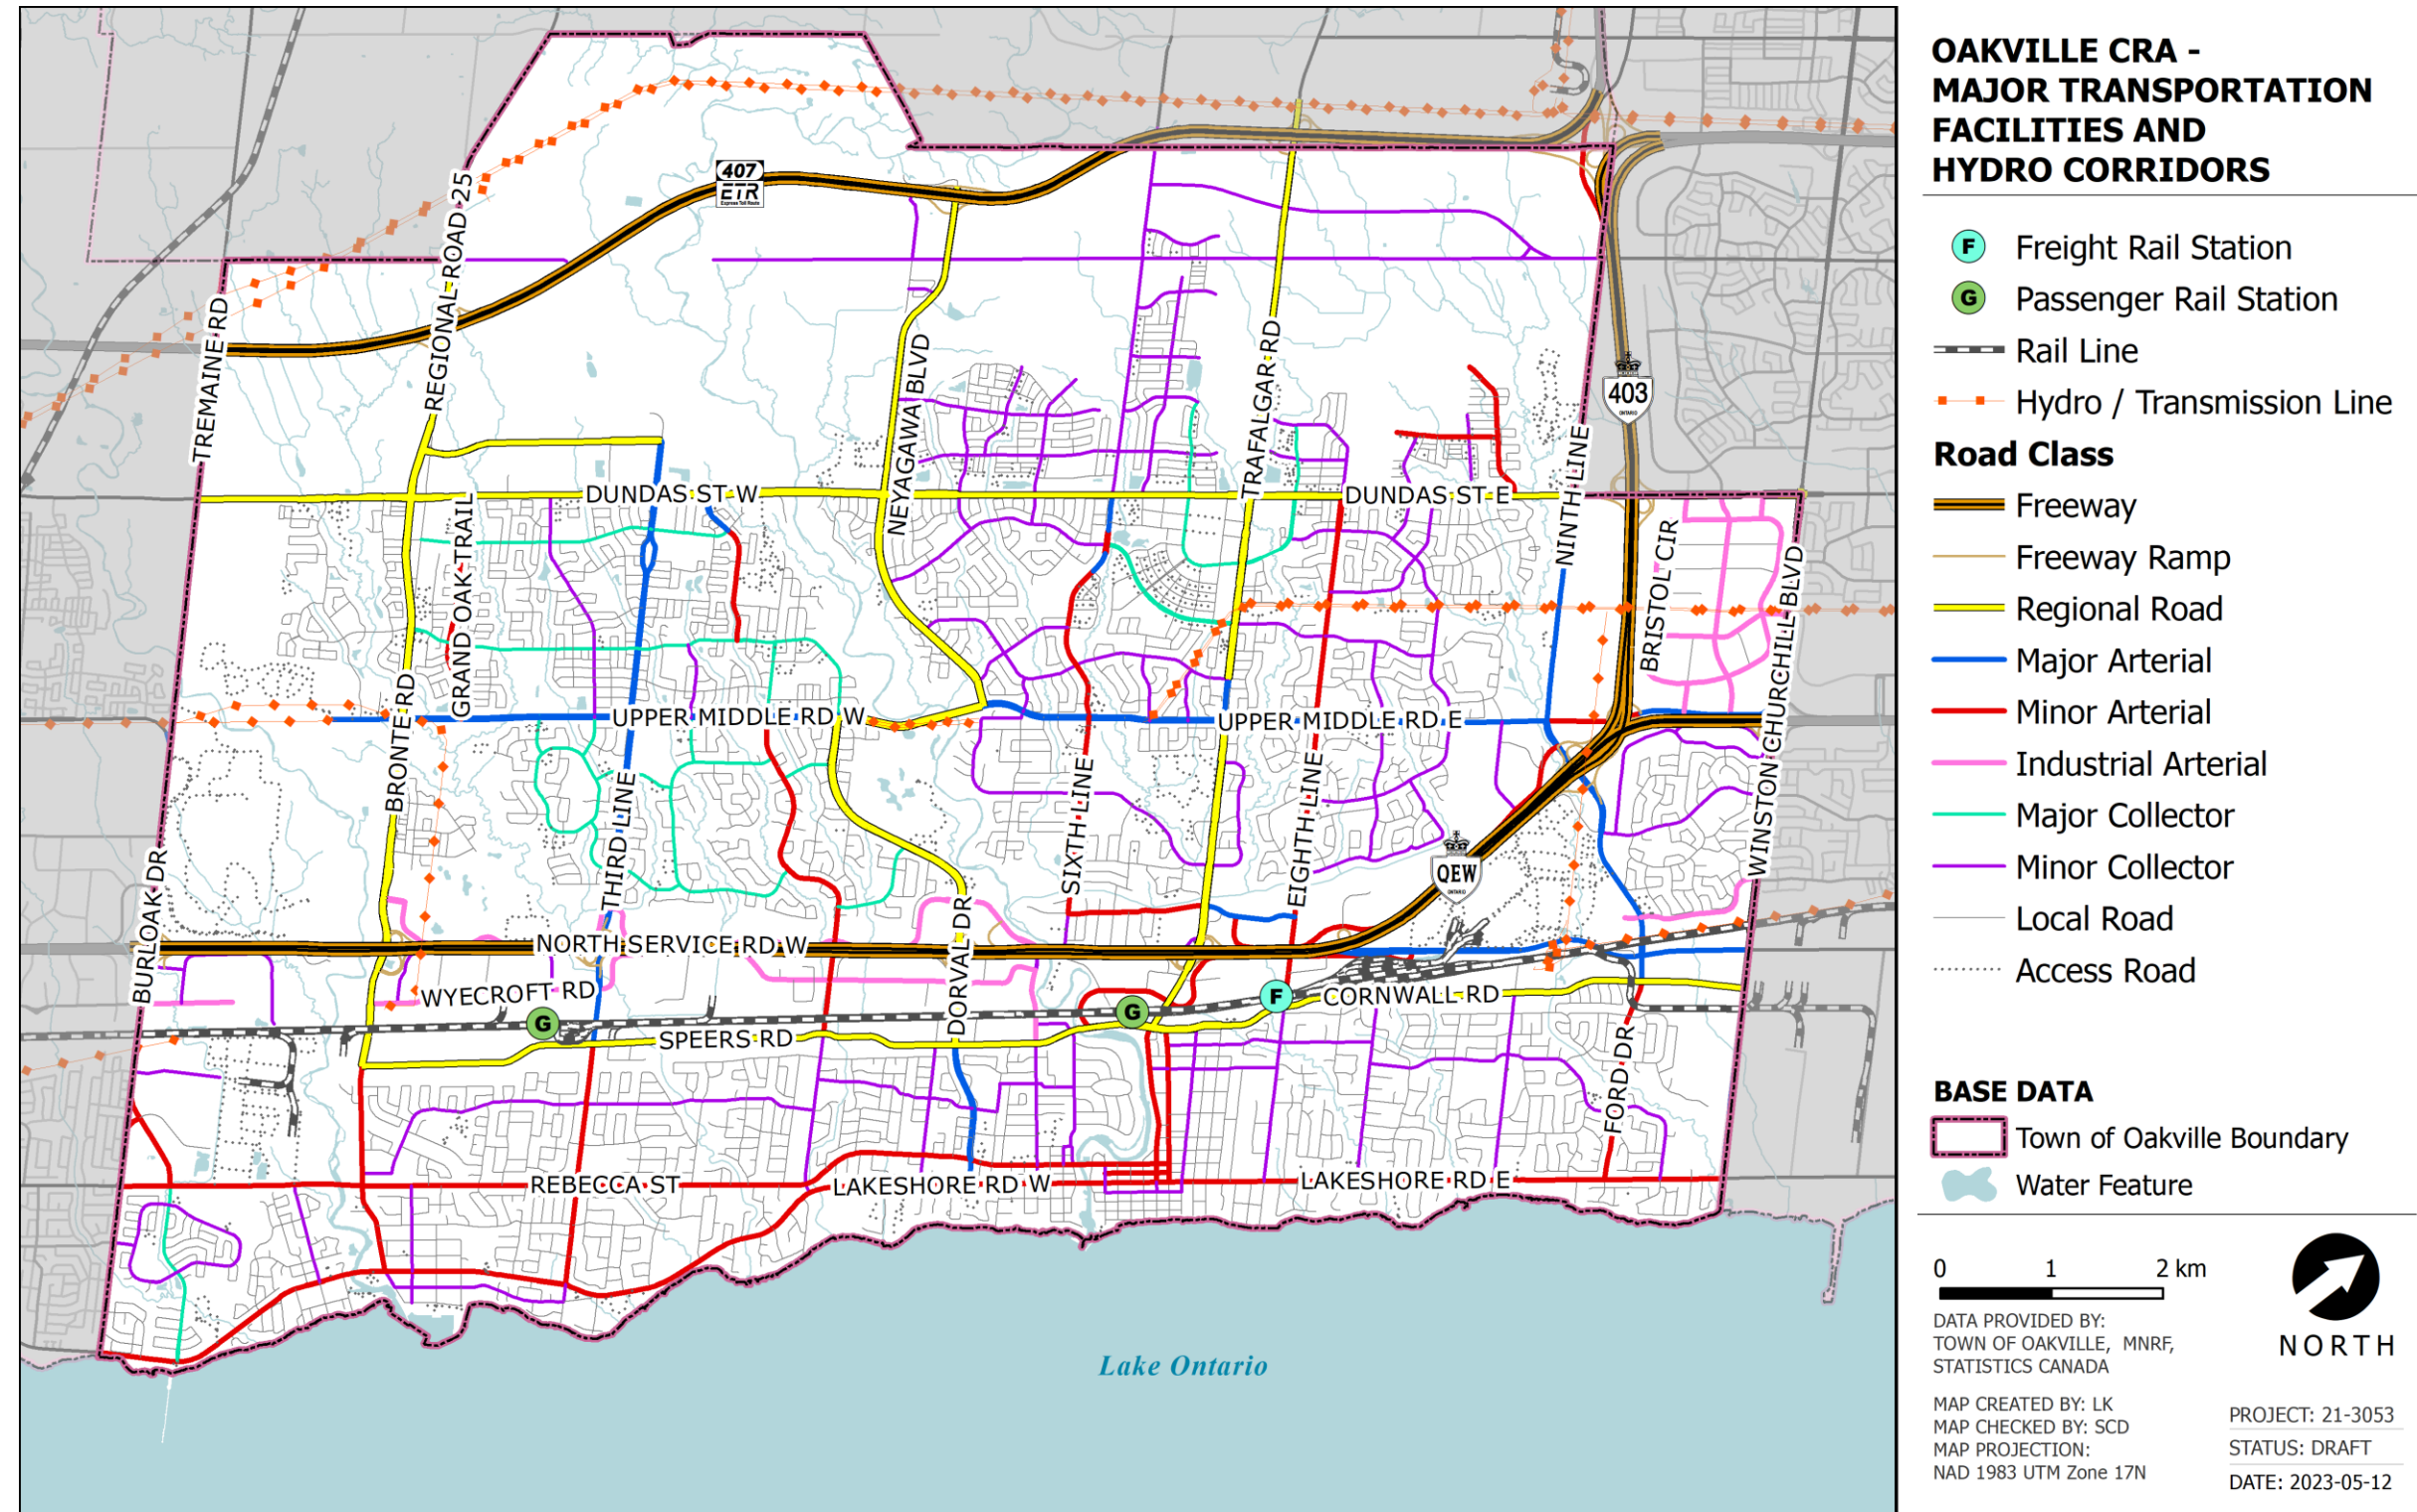 OAKVILLE CRA -
MAJOR TRANSPORTATION
FACILITIES AND
HYDRO CORRIDORS
F Freight Rail Station
G Passenger Rail Station
Rail Line
Hydro / Transmission Line
Road Class
Freeway
Freeway Ramp
Regional Road
Major Arterial
Minor Arterial
Industrial Arterial
Major Collector
Minor Collector
Local Road
Access Road
BASE DATA
Town of Oakville Boundary
Water Feature
0 1 2 km
NORTH
DATA PROVIDED BY:
TOWN OF OAKVILLE, MNRF,
STATISTICS CANADA
MAP CREATED BY: LK
MAP CHECKED BY: SCD
MAP PROJECTION:
NAD 1983 UTM Zone 17N
PROJECT: 21-3053
STATUS: DRAFT
DATE: 2023-05-12
407
ETR
Express Toll Route
REGIONAL ROAD 25
TREMAINE RD
NEYAGAWA BLVD
TRAFALGAR RD
403
ONTARIO
NINTH LINE
DUNDAS ST W
DUNDAS ST E
GRAND OAK TRAIL
BRISTOL CIR
WINSTON CHURCHILL BLVD
BRONTE RD
UPPER MIDDLE RD W
UPPER MIDDLE RD E
THIRD LINE
SIXTH LINE
EIGHTH LINE
QEW
ONTARIO
BURLOAK DR
NORTH SERVICE RD W
DORVAL DR
WYECROFT RD
G
G
F
CORNWALL RD
SPEERS RD
FORD DR
REBECCA ST
LAKESHORE RD W
LAKESHORE RD E
Lake Ontario